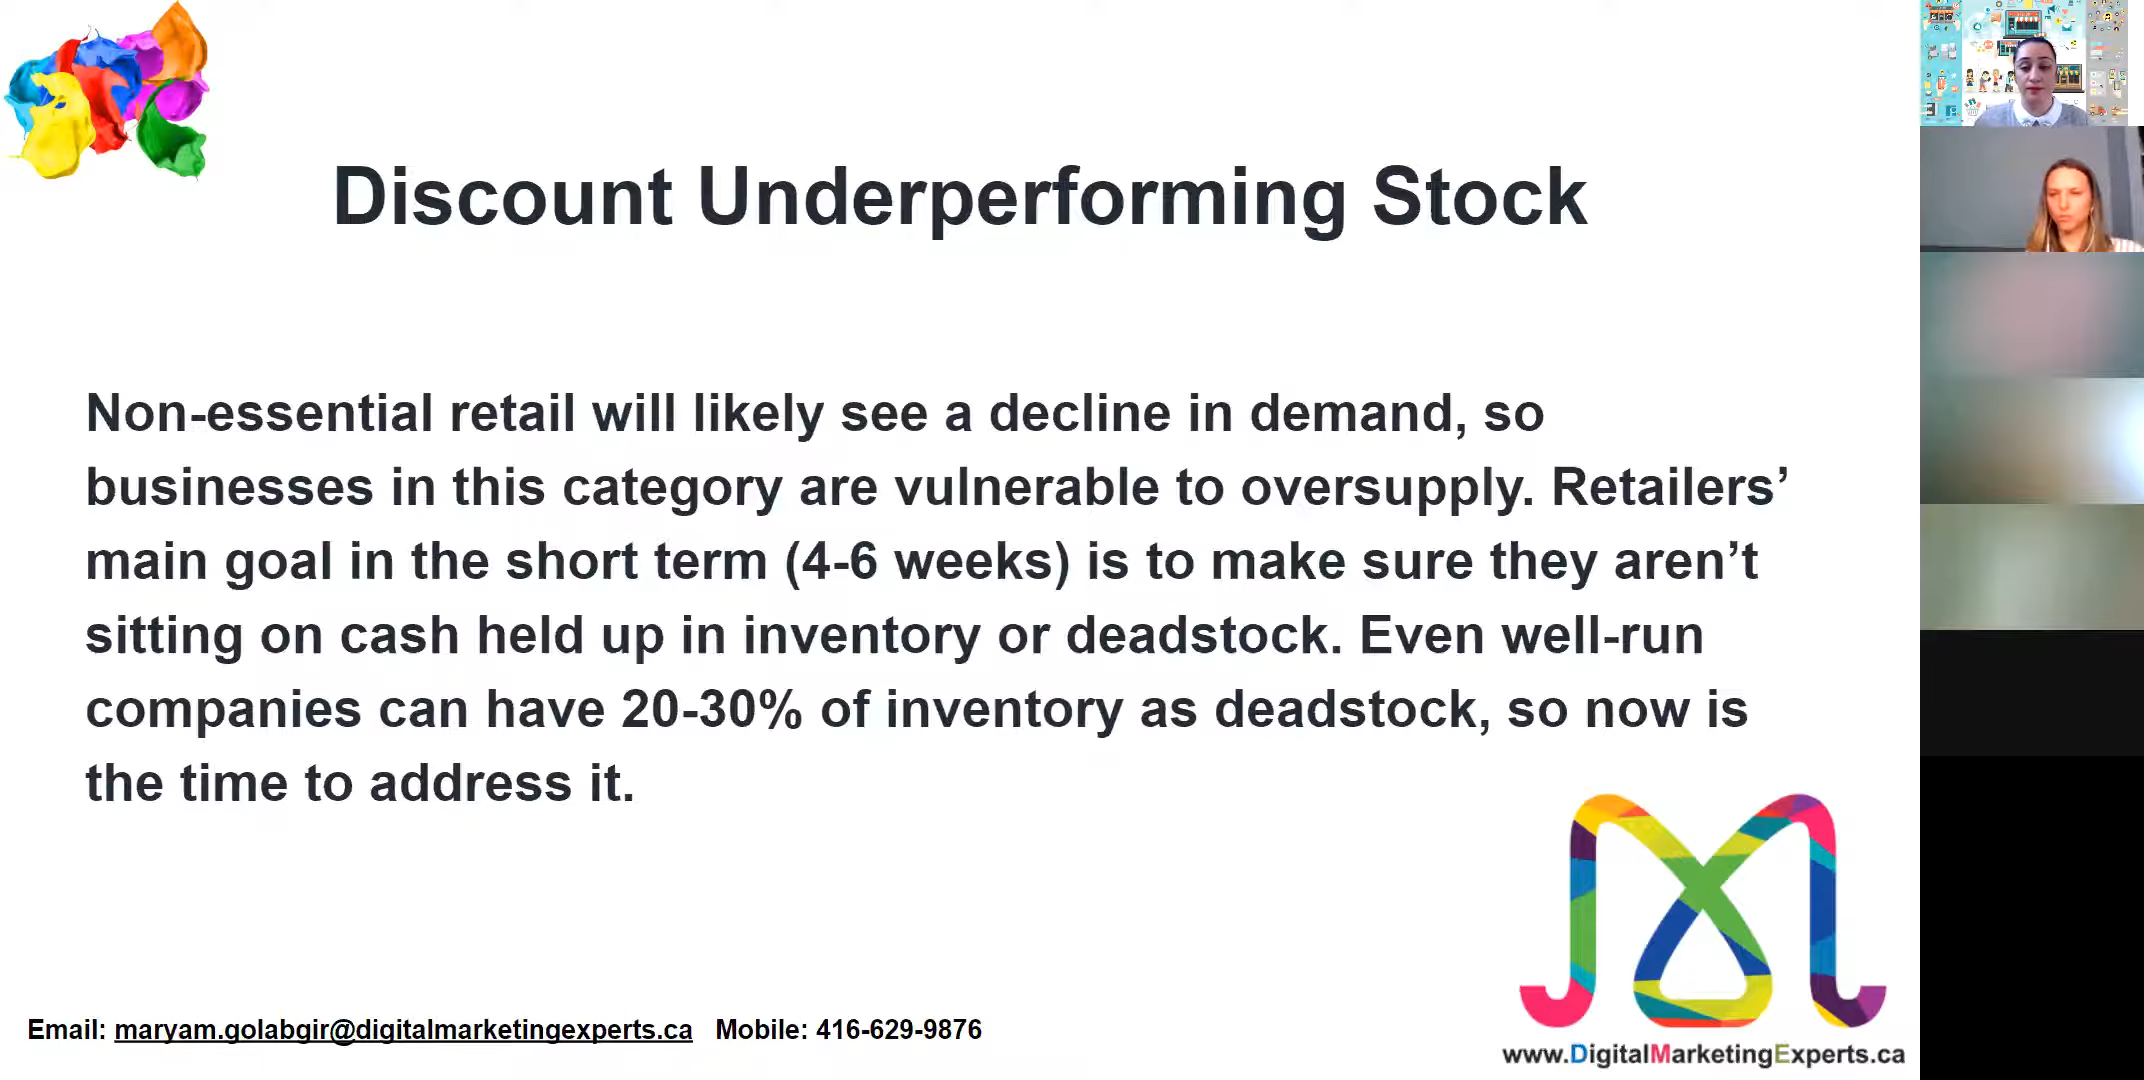 Discount Underperforming Stock
Non-essential retail will likely see a decline in demand, so
businesses in this category are vulnerable to oversupply. Retailers’
main goal in the short term (4-6 weeks) is to make sure they aren’t
sitting on cash held up in inventory or deadstock. Even well-run
companies can have 20-30% of inventory as deadstock, so now is
the time to address it.
Email: maryam.golabgir@digitalmarketingexperts.ca Mobile: 416-629-9876
www.DigitalMarketingExperts.ca